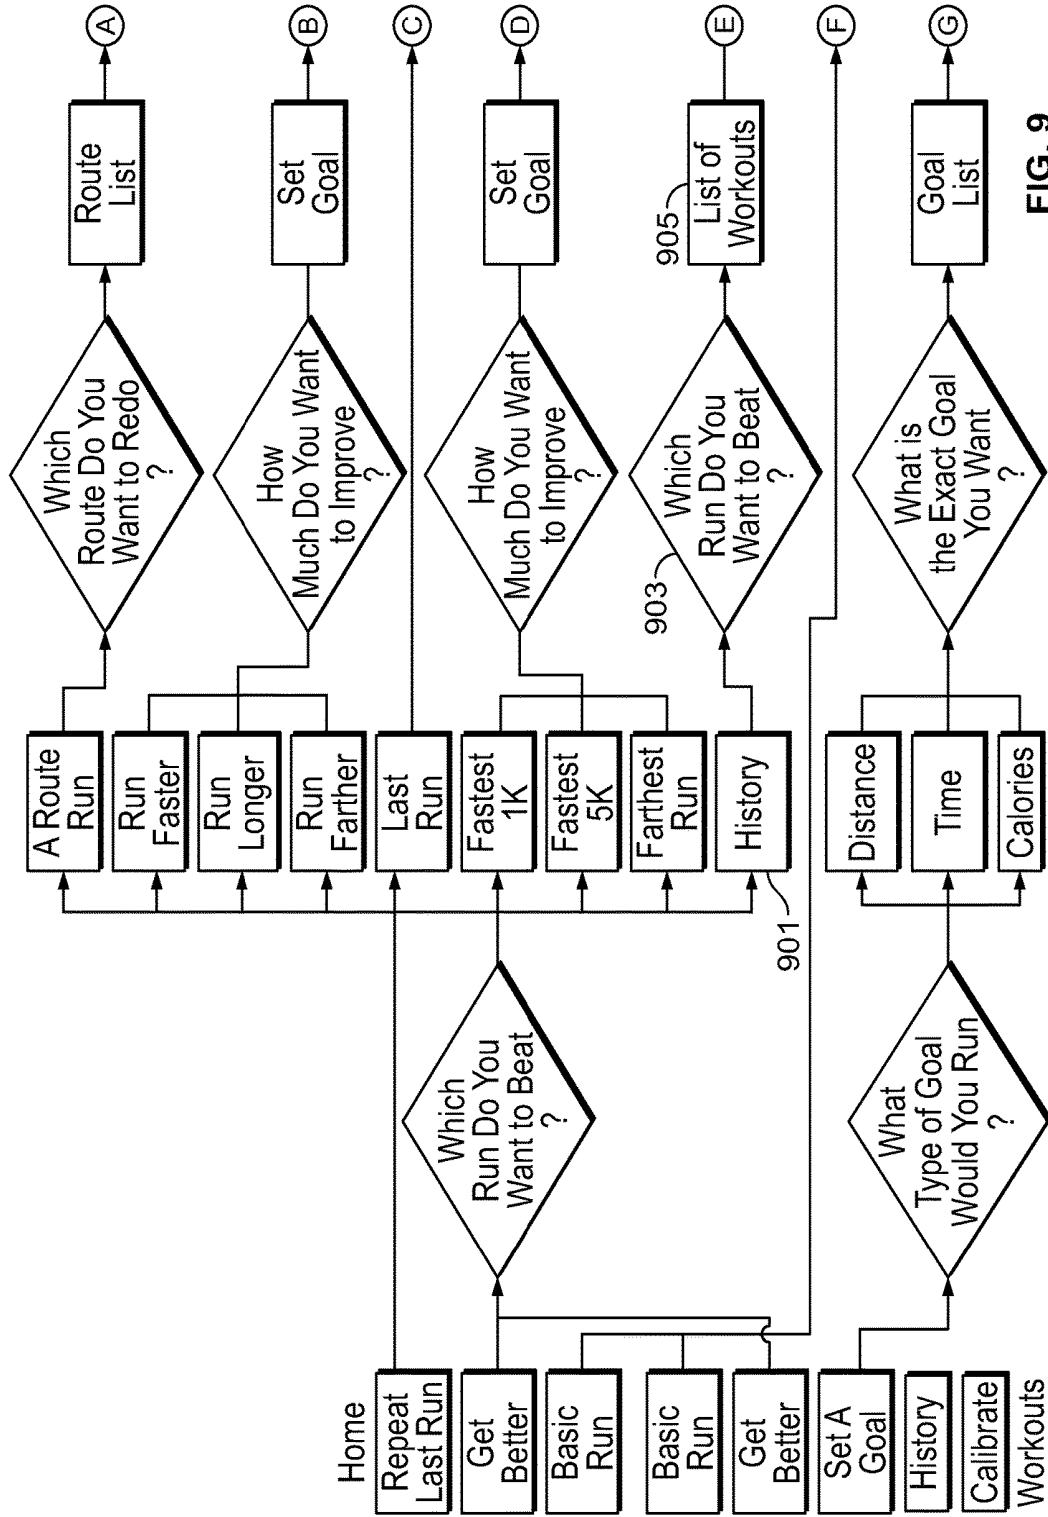 Home
Repeat
Last Run
Get
Better
Basic
Run
Basic
Run
Get
Better
Set A
Goal
History
Calibrate
Workouts
Which
Run Do You
Want to Beat
?
What
Type of Goal
Would You Run
?
A Route
Run
Run
Faster
Run
Longer
Run
Farther
Last
Run
Fastest
1K
Fastest
5K
Farthest
Run
History
901
Distance
Time
Calories
Which
Route Do You
Want to Redo
?
How
Much Do You Want
to Improve
?
How
Much Do You Want
to Improve
?
903
Which
Run Do You
Want to Beat
?
What is
the Exact Goal
You Want
?
Route
List
Set
Goal
Set
Goal
905
List of
Workouts
Goal
List
A
B
C
D
E
F
G
FIG. 9